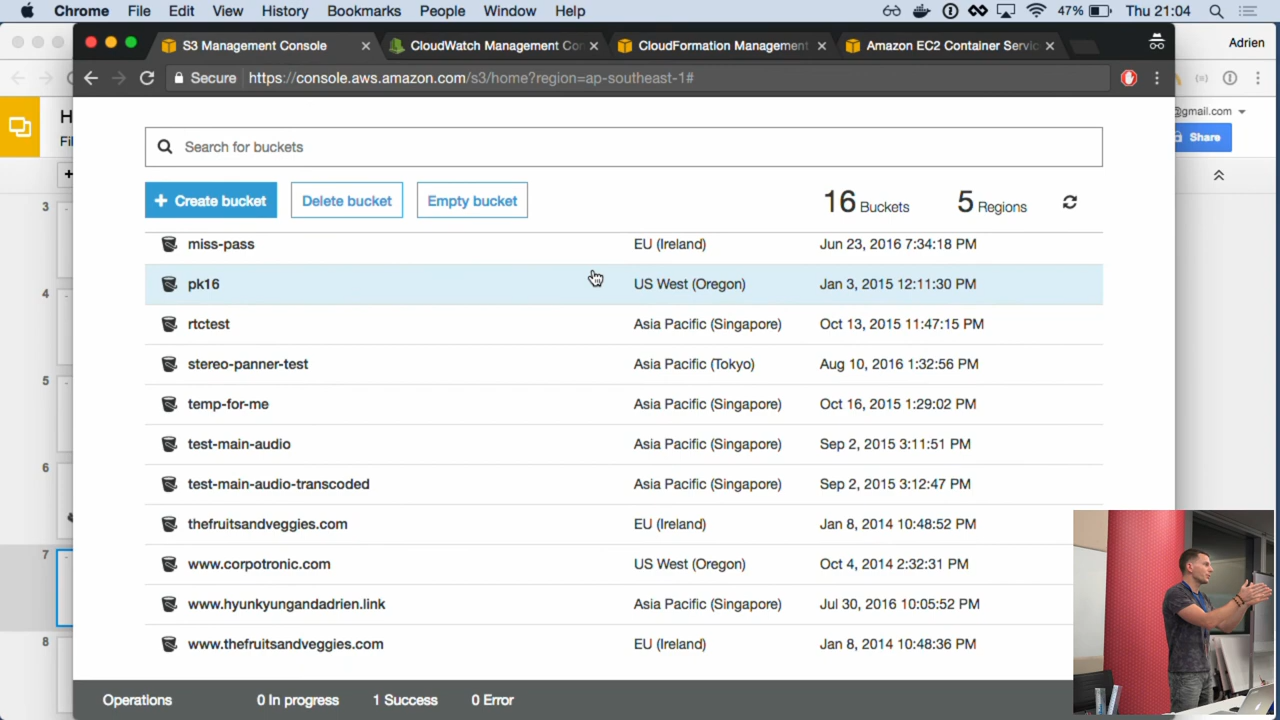 Chrome File Edit View History Bookmarks People Window Help 47% Thu 21:04
S3 Management Console CloudWatch Management Con CloudFormation Management Amazon EC2 Container Servic Adrien
Secure https://console.aws.amazon.com/s3/home?region=ap-southeast-1#
@gmail.com
H
Fil
Share
Search for buckets
+ Create bucket Delete bucket Empty bucket 16 Buckets 5 Regions
miss-pass EU (Ireland) Jun 23, 2016 7:34:18 PM
pk16 US West (Oregon) Jan 3, 2015 12:11:30 PM
rtctest Asia Pacific (Singapore) Oct 13, 2015 11:47:15 PM
stereo-panner-test Asia Pacific (Tokyo) Aug 10, 2016 1:32:56 PM
temp-for-me Asia Pacific (Singapore) Oct 16, 2015 1:29:02 PM
test-main-audio Asia Pacific (Singapore) Sep 2, 2015 3:11:51 PM
test-main-audio-transcoded Asia Pacific (Singapore) Sep 2, 2015 3:12:47 PM
thefruitsandveggies.com EU (Ireland) Jan 8, 2014 10:48:52 PM
www.corpotronic.com US West (Oregon) Oct 4, 2014 2:32:31 PM
www.hyunkyungandadrien.link Asia Pacific (Singapore) Jul 30, 2016 10:05:52 PM
www.thefruitsandveggies.com EU (Ireland) Jan 8, 2014 10:48:36 PM
Operations 0 In progress 1 Success 0 Error
3
4
5
6
7
8